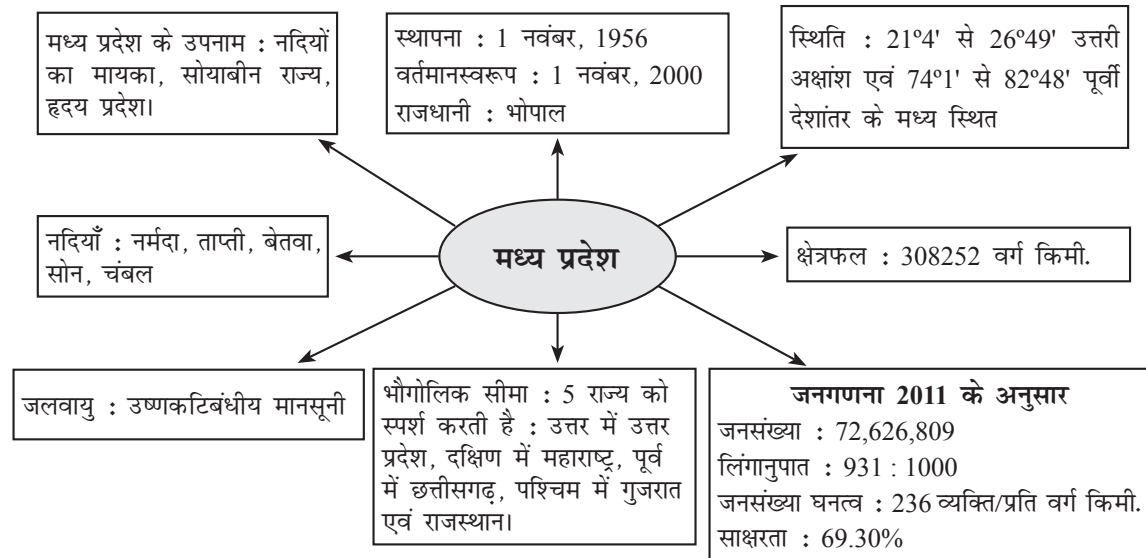 मध्य प्रदेश के उपनाम : नदियों
का मायका, सोयाबीन राज्य,
हृदय प्रदेश।
स्थापना : 1 नवंबर, 1956
वर्तमानस्वरूप : 1 नवंबर, 2000
राजधानी : भोपाल
स्थिति : 21º4' से 26º49' उत्तरी
अक्षांश एवं 74º1' से 82º48' पूर्वी
देशांतर के मध्य स्थित
नदियाँ : नर्मदा, ताप्ती, बेतवा,
सोन, चंबल
मध्य प्रदेश
क्षेत्रफल : 308252 वर्ग किमी.
जलवायु : उष्णकटिबंधीय मानसूनी
भौगोलिक सीमा : 5 राज्य को
स्पर्श करती है : उत्तर में उत्तर
प्रदेश, दक्षिण में महाराष्ट्र, पूर्व
में छत्तीसगढ़, पश्चिम में गुजरात
एवं राजस्थान।
जनगणना 2011 के अनुसार
जनसंख्या : 72,626,809
लिंगानुपात : 931 : 1000
जनसंख्या घनत्व : 236 व्यक्ति/प्रति वर्ग किमी.
साक्षरता : 69.30%